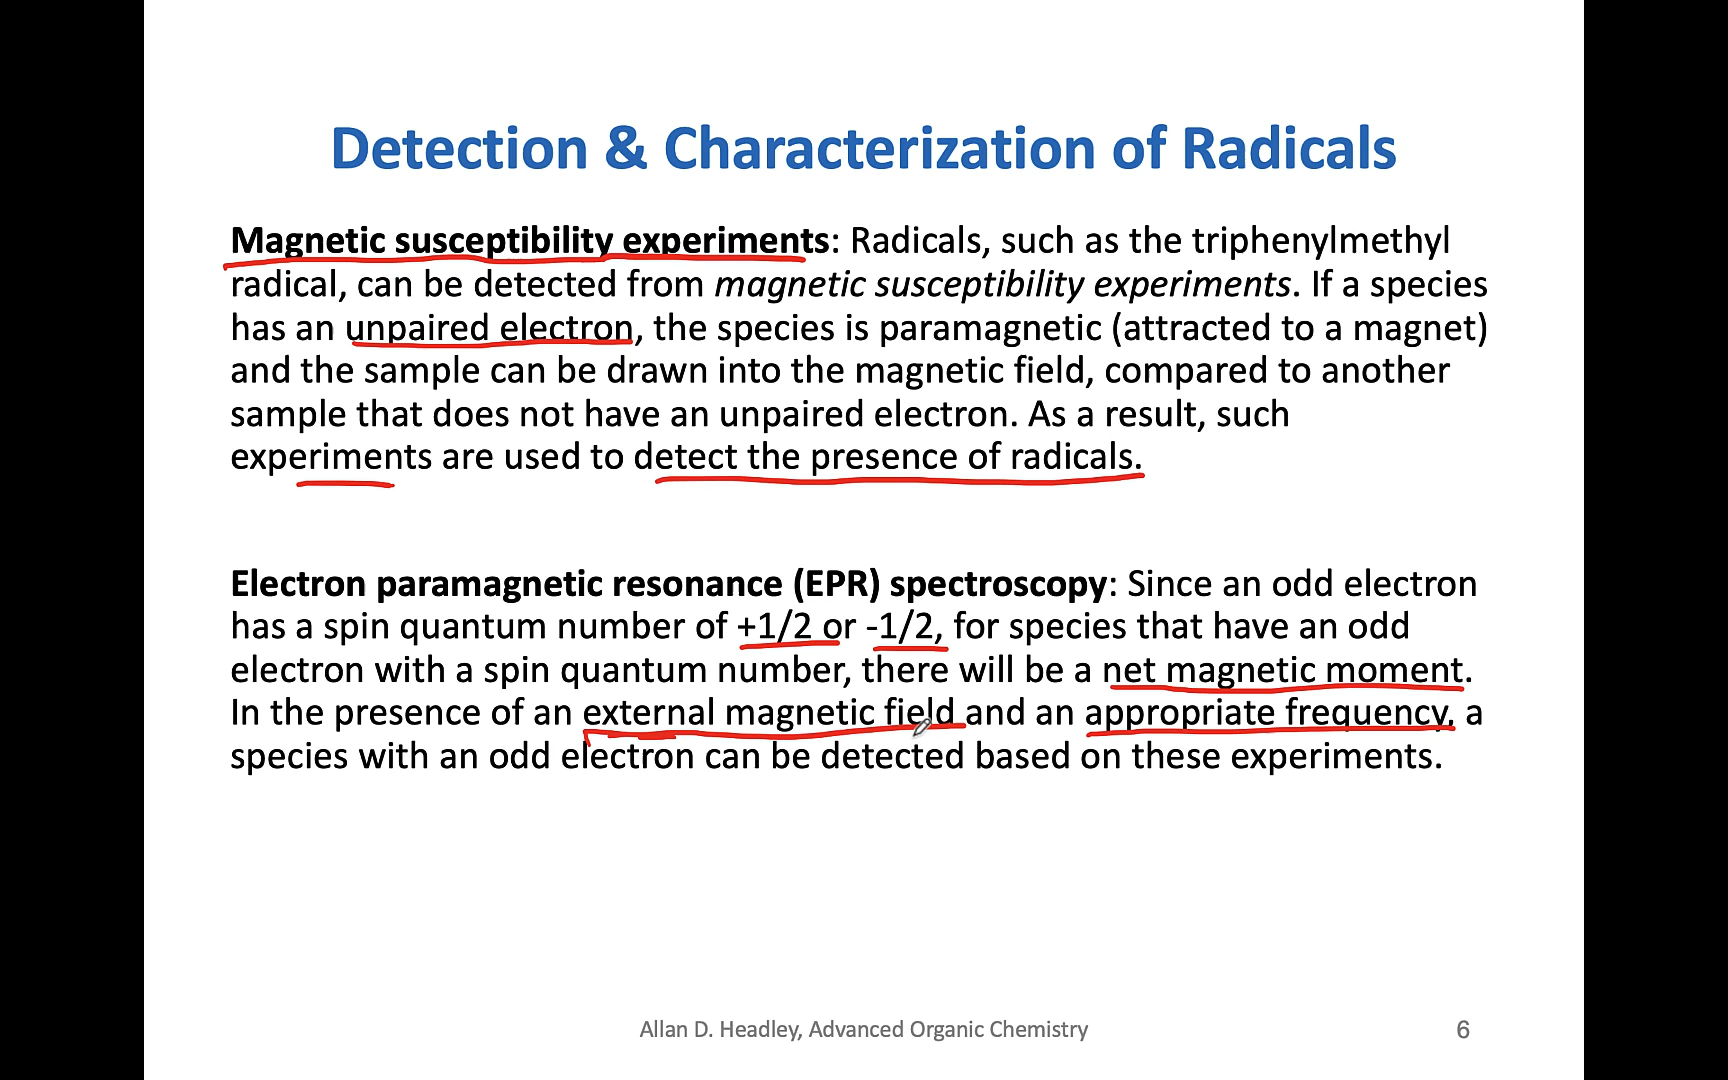 Detection & Characterization of Radicals
Magnetic susceptibility experiments: Radicals, such as the triphenylmethyl
radical, can be detected from magnetic susceptibility experiments. If a species
has an unpaired electron, the species is paramagnetic (attracted to a magnet)
and the sample can be drawn into the magnetic field, compared to another
sample that does not have an unpaired electron. As a result, such
experiments are used to detect the presence of radicals.
Electron paramagnetic resonance (EPR) spectroscopy: Since an odd electron
has a spin quantum number of +1/2 or -1/2, for species that have an odd
electron with a spin quantum number, there will be a net magnetic moment.
In the presence of an external magnetic field and an appropriate frequency, a
species with an odd electron can be detected based on these experiments.
Allan D. Headley, Advanced Organic Chemistry
6